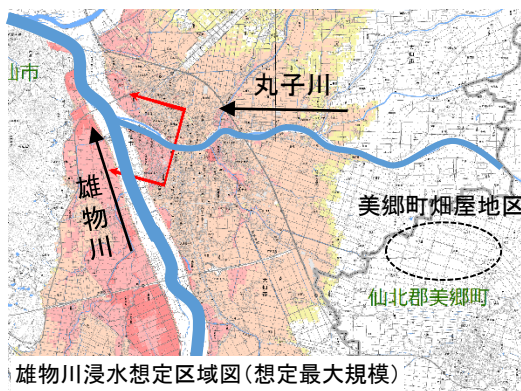 山市
丸子川
雄物川
美郷町畑屋地区
仙北郡美郷町
雄物川浸水想定区域図(想定最大規模)